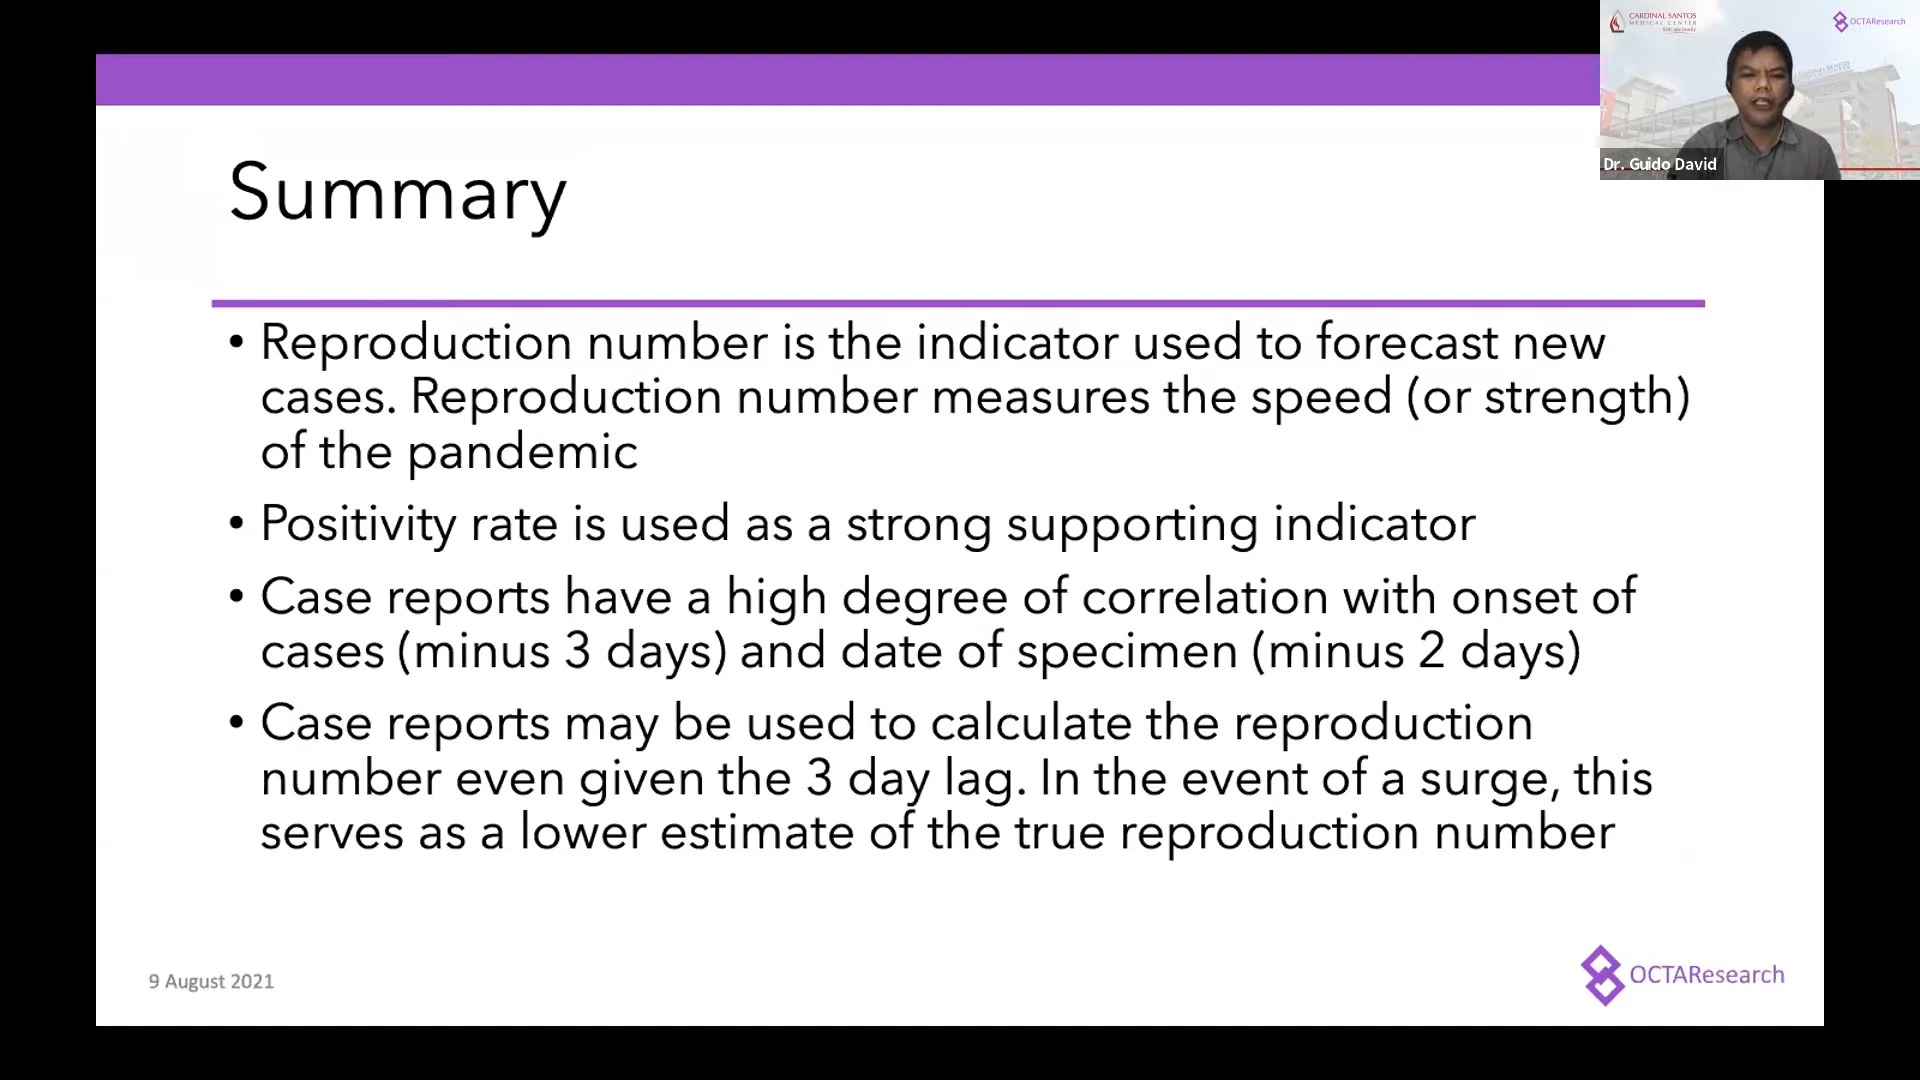 CARDINAL SANTOS
MEDICAL CENTER
OCTAResearch
CARDINAL SANTOS
Dr. Guido David
Summary
• Reproduction number is the indicator used to forecast new
cases. Reproduction number measures the speed (or strength)
of the pandemic
• Positivity rate is used as a strong supporting indicator
• Case reports have a high degree of correlation with onset of
cases (minus 3 days) and date of specimen (minus 2 days)
• Case reports may be used to calculate the reproduction
number even given the 3 day lag. In the event of a surge, this
serves as a lower estimate of the true reproduction number
9 August 2021
OCTAResearch